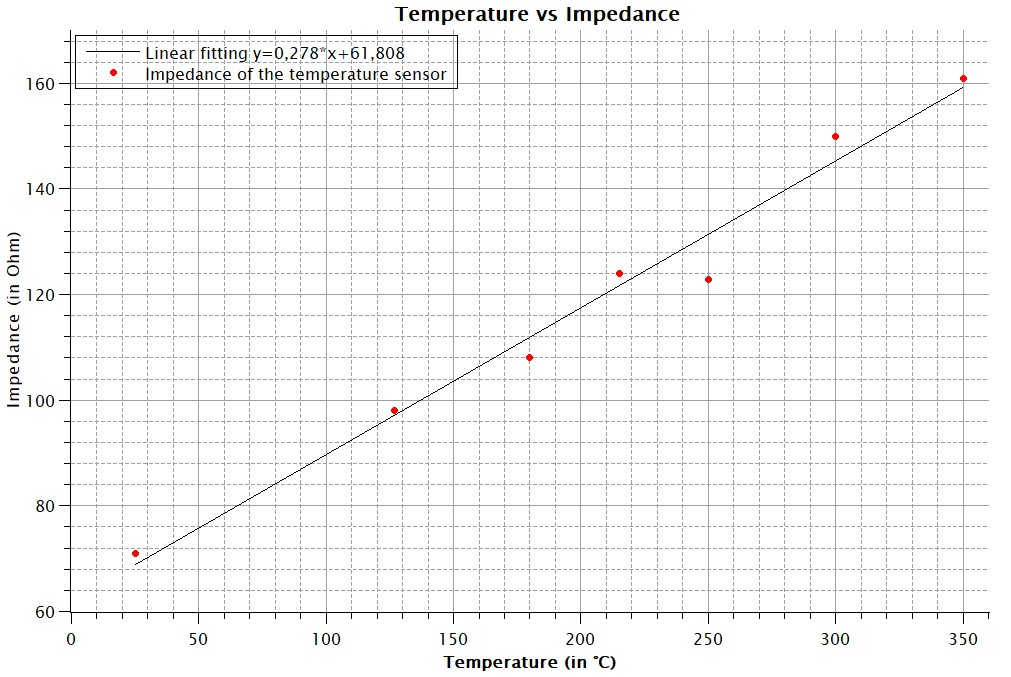 Temperature vs Impedance
Linear fitting y=0,278*x+61,808
Impedance of the temperature sensor
Impedance (in Ohm)
160
140
120
100
80
60
0 50 100 150 200 250 300 350
Temperature (in °C)